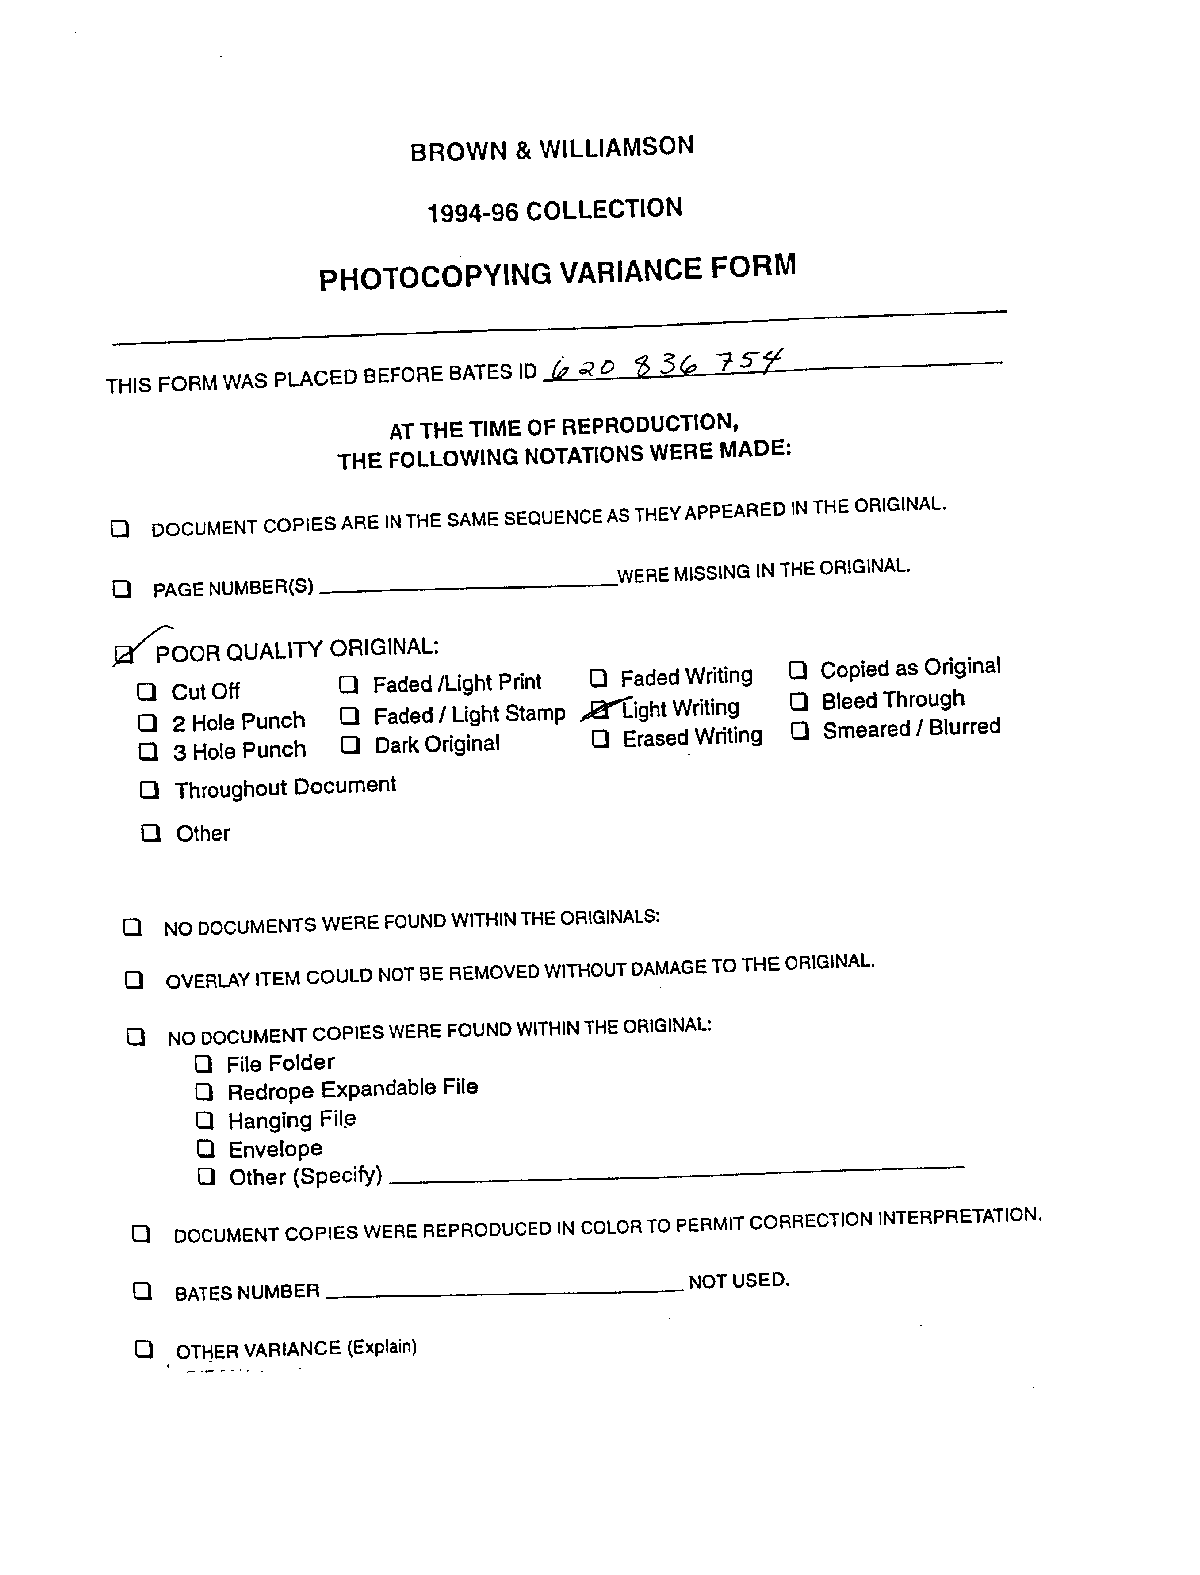 BROWN & WILLIAMSON
1994-96 COLLECTION
PHOTOCOPYING VARIANCE FORM
THIS FORM WAS PLACED BEFORE BATES ID 620 836 754
AT THE TIME OF REPRODUCTION,
THE FOLLOWING NOTATIONS WERE MADE:
DOCUMENT COPIES ARE IN THE SAME SEQUENCE AS THEY APPEARED IN THE ORIGINAL.
PAGE NUMBER(S) WERE MISSING IN THE ORIGINAL.
POOR QUALITY ORIGINAL:
Cut Off Faded /Light Print Faded Writing Copied as Original
2 Hole Punch Faded / Light Stamp Light Writing Bleed Through
3 Hole Punch Dark Original Erased Writing Smeared / Blurred
Throughout Document
Other
NO DOCUMENTS WERE FOUND WITHIN THE ORIGINALS:
OVERLAY ITEM COULD NOT BE REMOVED WITHOUT DAMAGE TO THE ORIGINAL.
NO DOCUMENT COPIES WERE FOUND WITHIN THE ORIGINAL:
File Folder
Redrope Expandable File
Hanging File
Envelope
Other (Specify)
DOCUMENT COPIES WERE REPRODUCED IN COLOR TO PERMIT CORRECTION INTERPRETATION.
BATES NUMBER NOT USED.
OTHER VARIANCE (Explain)